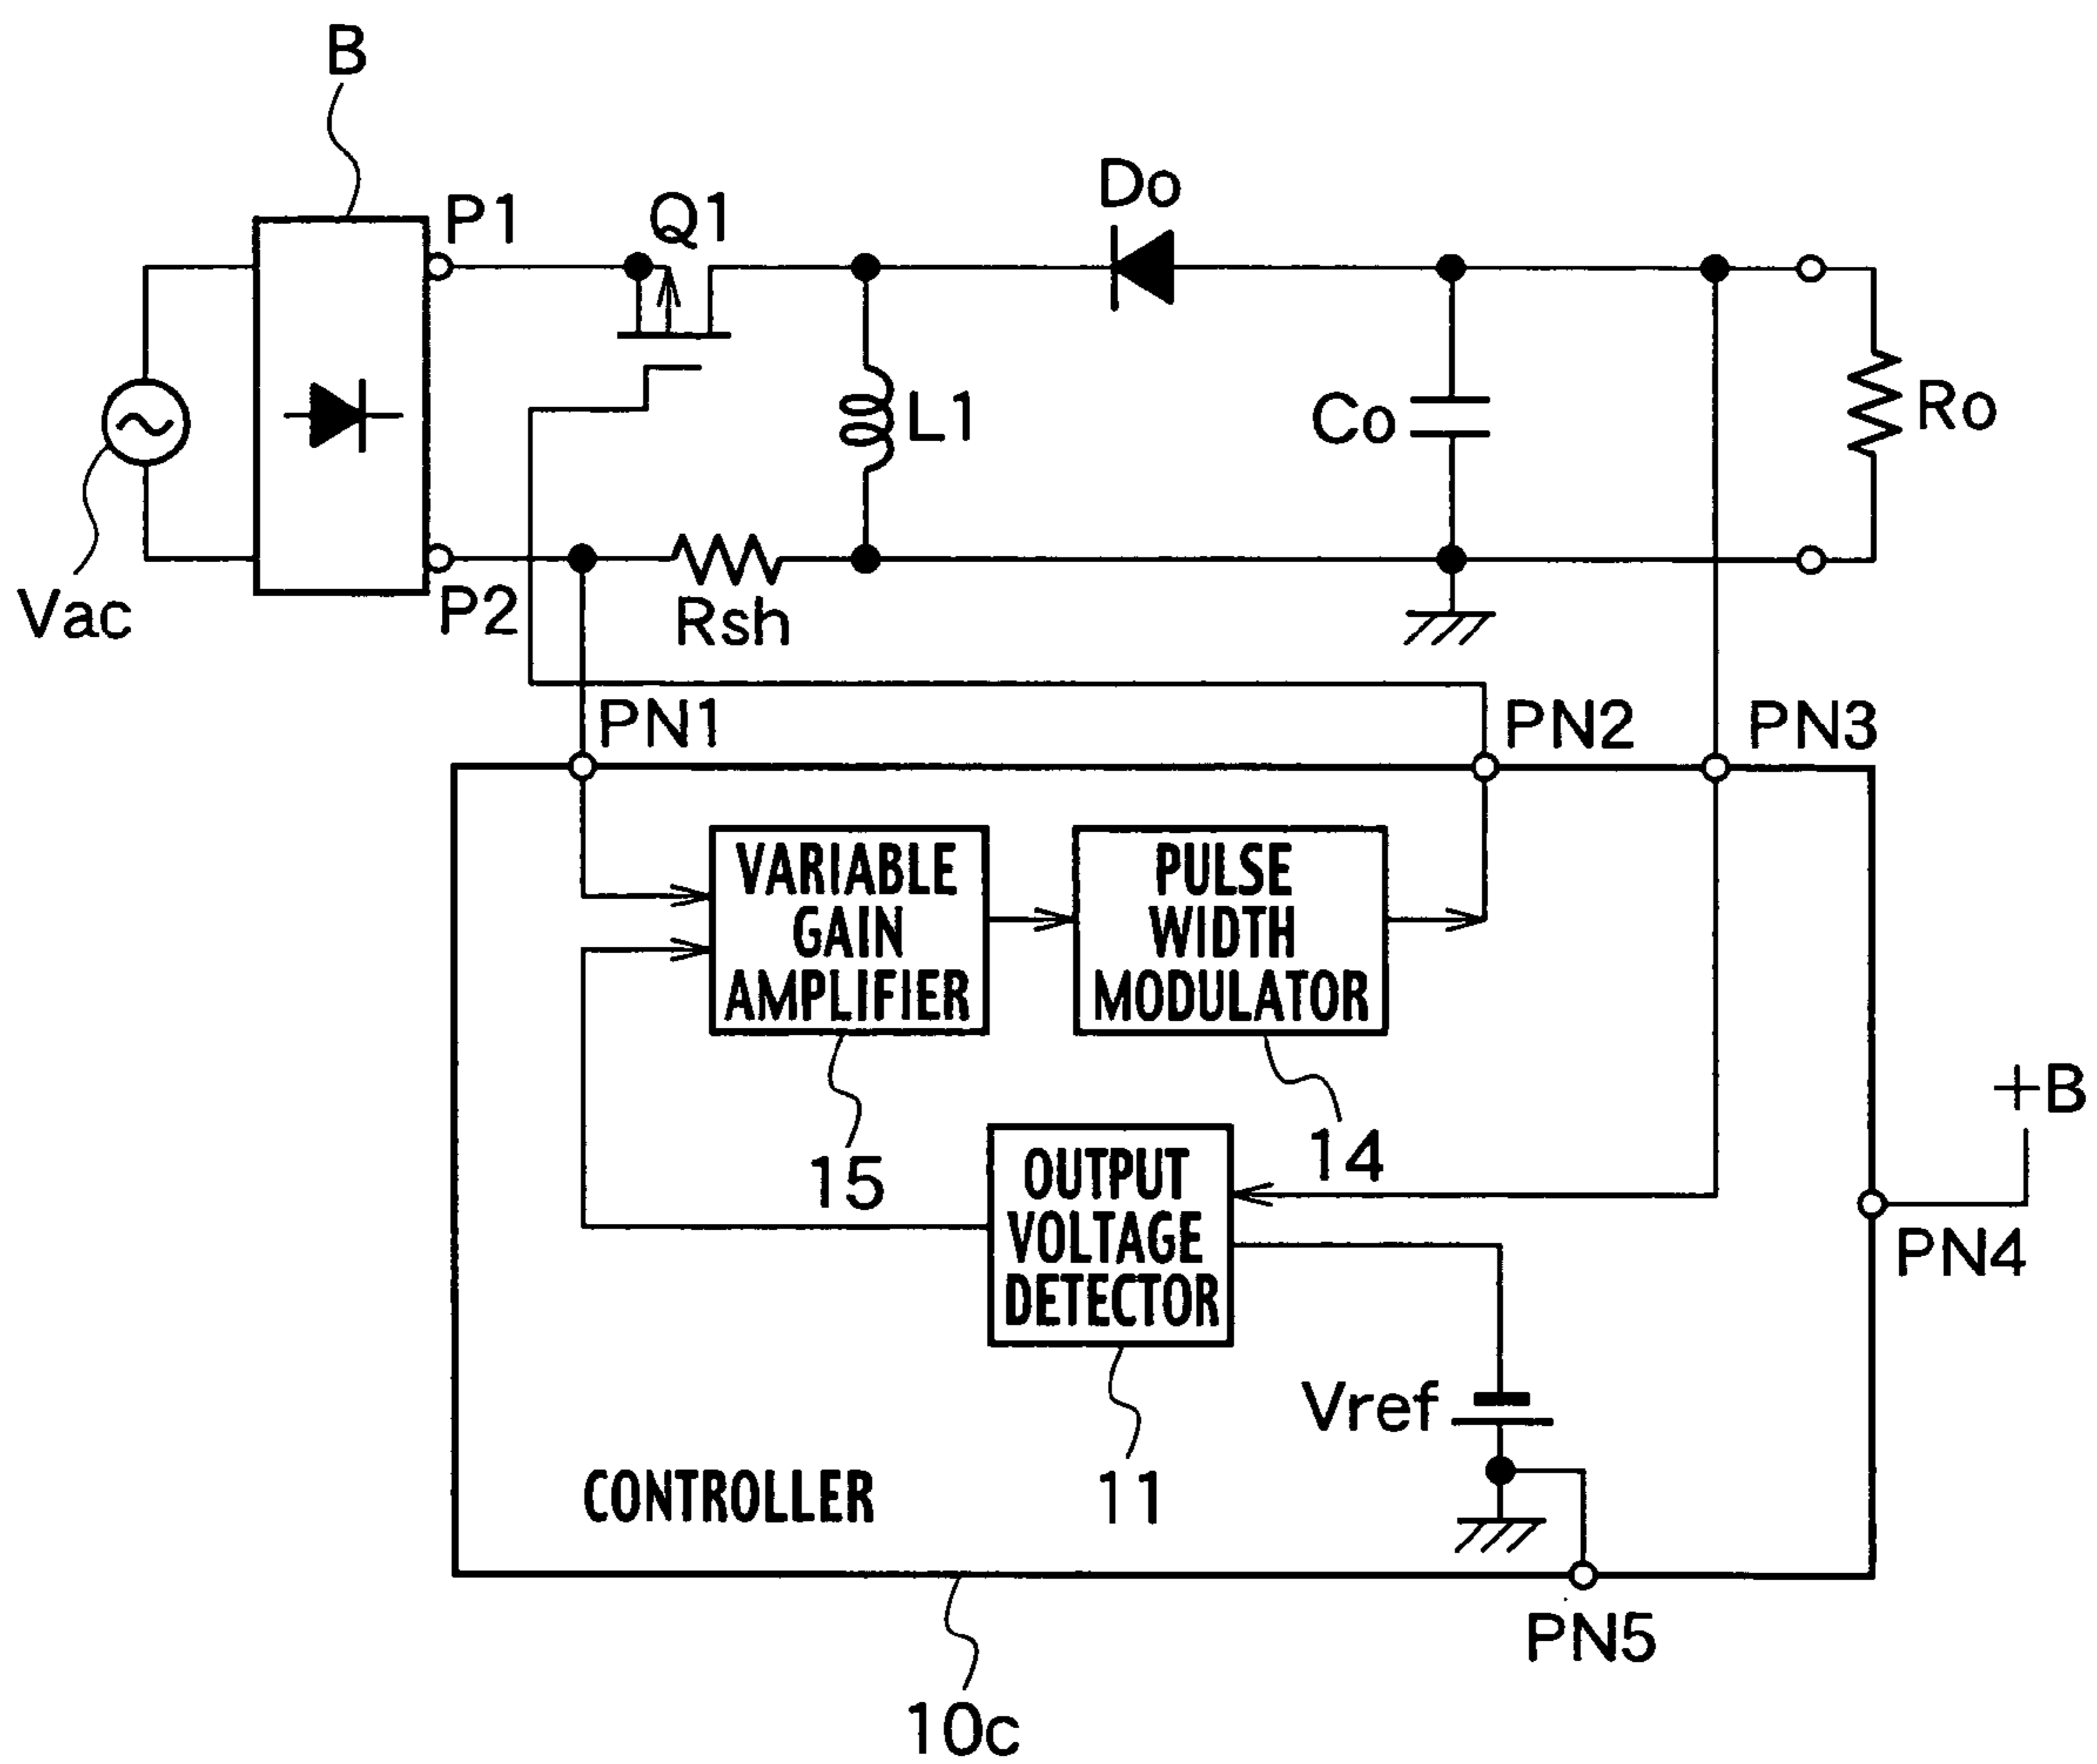 B
P1
Q1
Do
L1
Co
Ro
Vac
P2
Rsh
PN1
PN2
PN3
VARIABLE
GAIN
AMPLIFIER
PULSE
WIDTH
MODULATOR
15
14
+B
OUTPUT
VOLTAGE
DETECTOR
PN4
Vref
11
CONTROLLER
PN5
10c